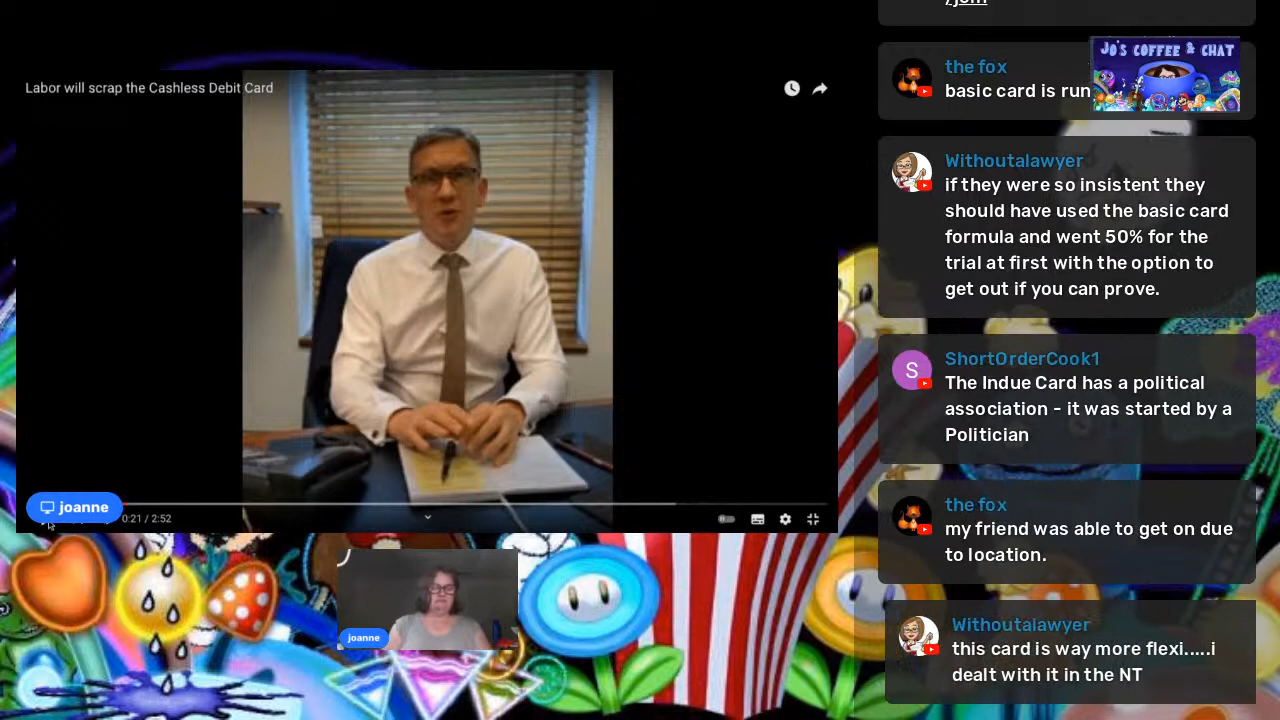 Labor will scrap the Cashless Debit Card
joanne
0:21 / 2:52
joanne
JO'S COFFEE & CHAT
/join
the fox
basic card is run
Withoutalawyer
if they were so insistent they
should have used the basic card
formula and went 50% for the
trial at first with the option to
get out if you can prove.
S
ShortOrderCook1
The Indue Card has a political
association - it was started by a
Politician
the fox
my friend was able to get on due
to location.
Withoutalawyer
this card is way more flexi.....i
dealt with it in the NT